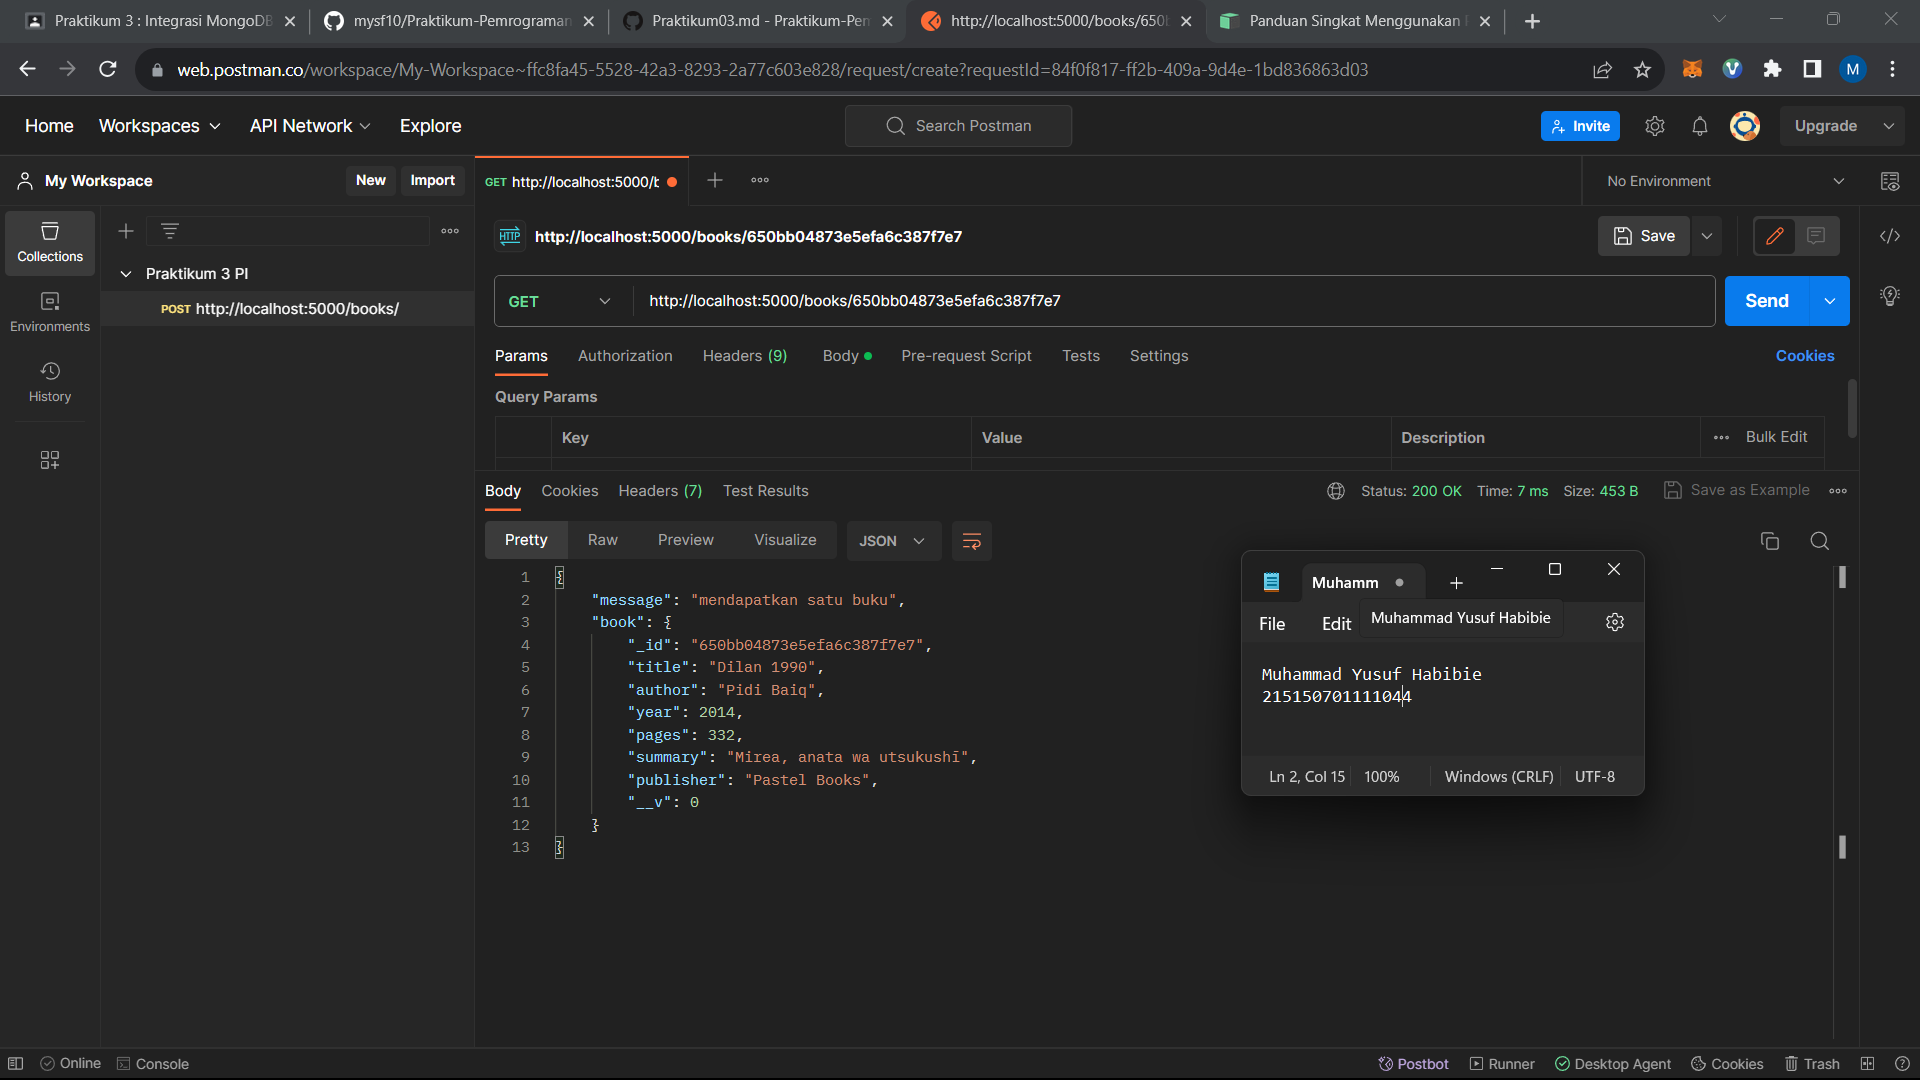 Praktikum 3 : Integrasi MongoDB
mysf10/Praktikum-Pemrograman
Praktikum03.md - Praktikum-Pem
http://localhost:5000/books/650b
Panduan Singkat Menggunakan
web.postman.co/workspace/My-Workspace~ffc8fa45-5528-42a3-8293-2a77c603e828/request/create?requestId=84f0f817-ff2b-409a-9d4e-1bd836863d03
M
Home Workspaces API Network Explore
Search Postman
Invite
Upgrade
My Workspace
New Import
GET http://localhost:5000/b
No Environment
Collections
Environments
History
Praktikum 3 PI
POST http://localhost:5000/books/
HTTP http://localhost:5000/books/650bb04873e5efa6c387f7e7
Save
GET http://localhost:5000/books/650bb04873e5efa6c387f7e7
Send
Params Authorization Headers (9) Body Pre-request Script Tests Settings
Cookies
Query Params
Key Value Description Bulk Edit
Body Cookies Headers (7) Test Results
Status: 200 OK Time: 7 ms Size: 453 B Save as Example
Pretty Raw Preview Visualize JSON
1 {
2 "message": "mendapatkan satu buku",
3 "book": {
4 "_id": "650bb04873e5efa6c387f7e7",
5 "title": "Dilan 1990",
6 "author": "Pidi Baiq",
7 "year": 2014,
8 "pages": 332,
9 "summary": "Mirea, anata wa utsukushī",
10 "publisher": "Pastel Books",
11 "__v": 0
12 }
13 }
Muhamm
File Edit
Muhammad Yusuf Habibie
Muhammad Yusuf Habibie
215150701111044
Ln 2, Col 15 100% Windows (CRLF) UTF-8
Online Console
Postbot Runner Desktop Agent Cookies Trash